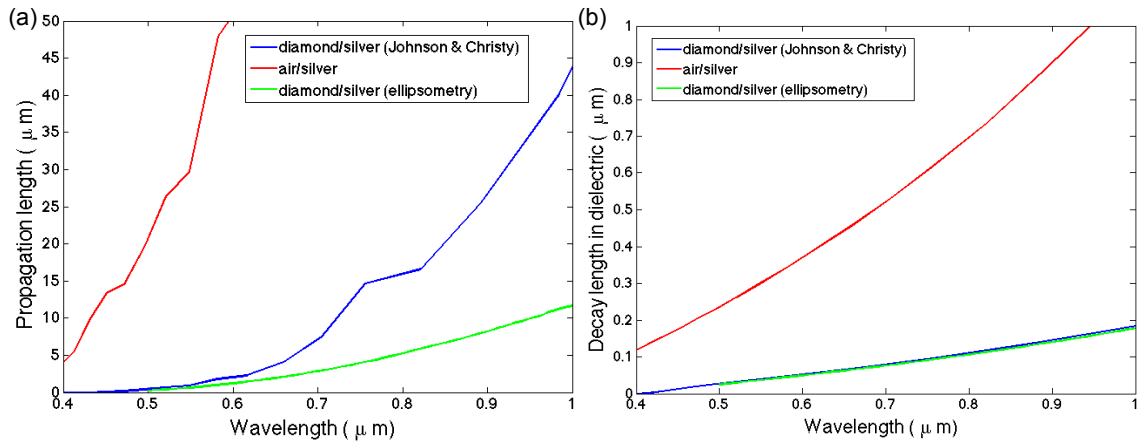 (a)
Propagation length ( μ m)
50
45
40
35
30
25
20
15
10
5
0
diamond/silver (Johnson & Christy)
air/silver
diamond/silver (ellipsometry)
0.4 0.5 0.6 0.7 0.8 0.9 1
Wavelength ( μ m)
(b)
Decay length in dielectric ( μ m)
1
0.9
0.8
0.7
0.6
0.5
0.4
0.3
0.2
0.1
0
diamond/silver (Johnson & Christy)
air/silver
diamond/silver (ellipsometry)
0.4 0.5 0.6 0.7 0.8 0.9 1
Wavelength ( μ m)